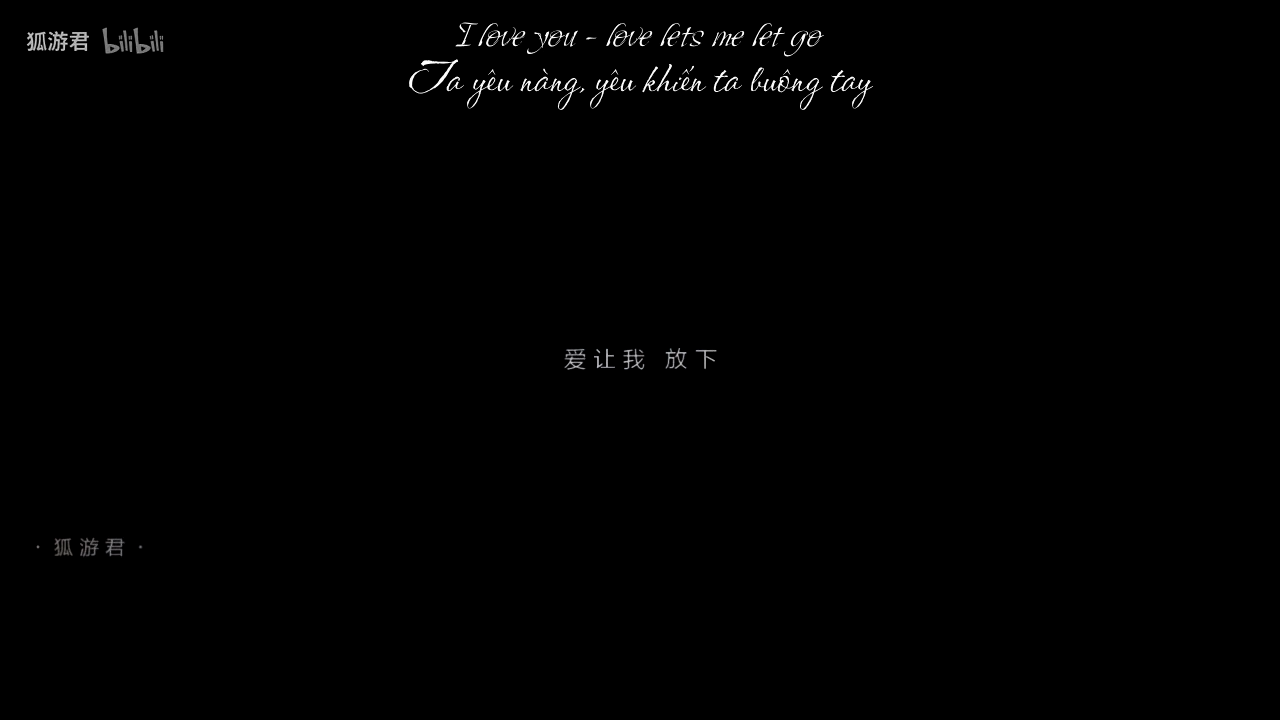 狐游君 bilibili
I love you - love lets me let go
Ta yêu nàng, yêu khiến ta buông tay
爱让我 放下
· 狐游君 ·